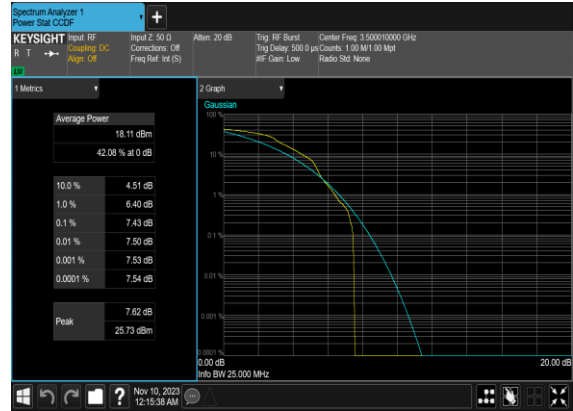 Spectrum Analyzer 1
Power Stat CCDF
KEYSIGHT
R T
LM
Input: RF
Coupling: DC
Align: Off
Input Z: 50 Ω
Corrections: Off
Freq Ref: Int (S)
Atten: 20 dB
Trig: RF Burst
Trig Delay: 500.0 µs
#IF Gain: Low
Center Freq: 3.500010000 GHz
Counts: 1.00 M/1.00 Mpt
Radio Std: None
1 Metrics
Average Power
18.11 dBm
42.08 % at 0 dB
10.0 % 4.51 dB
1.0 % 6.40 dB
0.1 % 7.43 dB
0.01 % 7.50 dB
0.001 % 7.53 dB
0.0001 % 7.54 dB
Peak
7.62 dB
25.73 dBm
2 Graph
Gaussian
100 %
10 %
1 %
0.1 %
0.01 %
0.001 %
0.0001 %
0.00 dB
20.00 dB
Info BW 25.000 MHz
?
Nov 10, 2023
12:15:38 AM